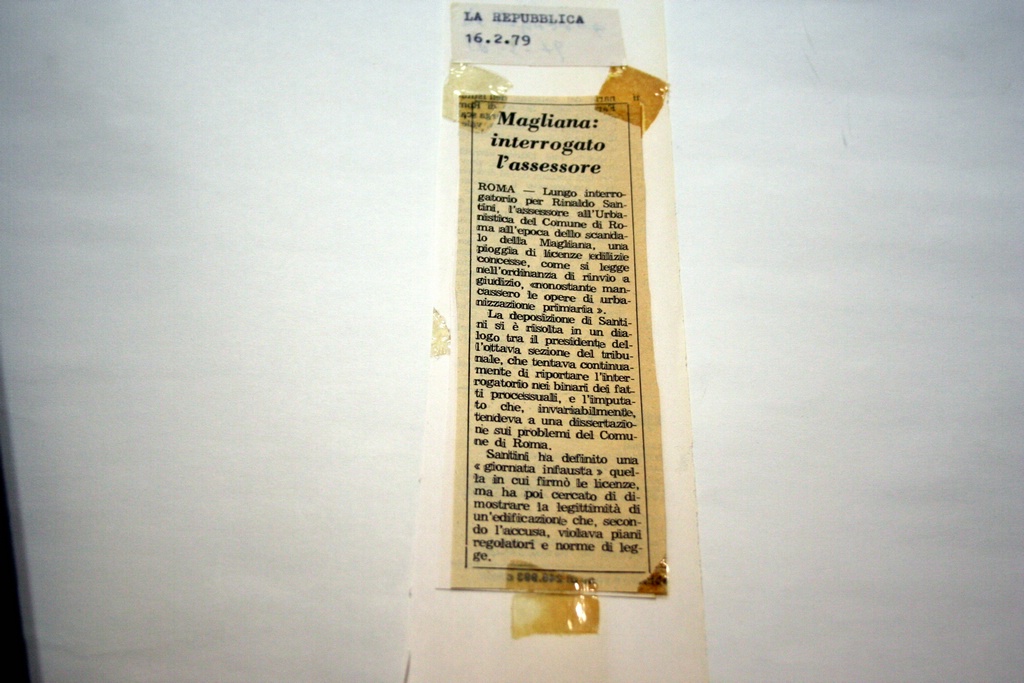 LA REPUBBLICA
16.2.79
Magliana:
interrogato
l'assessore
ROMA — Lungo interro-
gatorio per Rinaldo San-
tini, l'assessore all'Urba-
nistica del Comune di Ro-
ma all'epoca dello scanda-
lo della Magliana, una
pioggia di licenze edilizie
concesse, come si legge
nell'ordinanza di rinvio a
giudizio, «nonostante man-
cassero le opere di urba-
nizzazione primaria».
La deposizione di Santi-
ni si è risolta in un dia-
logo tra il presidente del-
l'ottava sezione del tribu-
nale, che tentava continua-
mente di riportare l'inter-
rogatorio nei binari dei fat-
ti processuali, e l'imputa-
to che, invariabilmente,
tendeva a una dissertazio-
ne sui problemi del Comu-
ne di Roma.
Santini ha definito una
«giornata infausta» quel-
la in cui firmò le licenze,
ma ha poi cercato di di-
mostrare la legittimità di
un'edificazione che, secon-
do l'accusa, violava piani
regolatori e norme di leg-
ge.